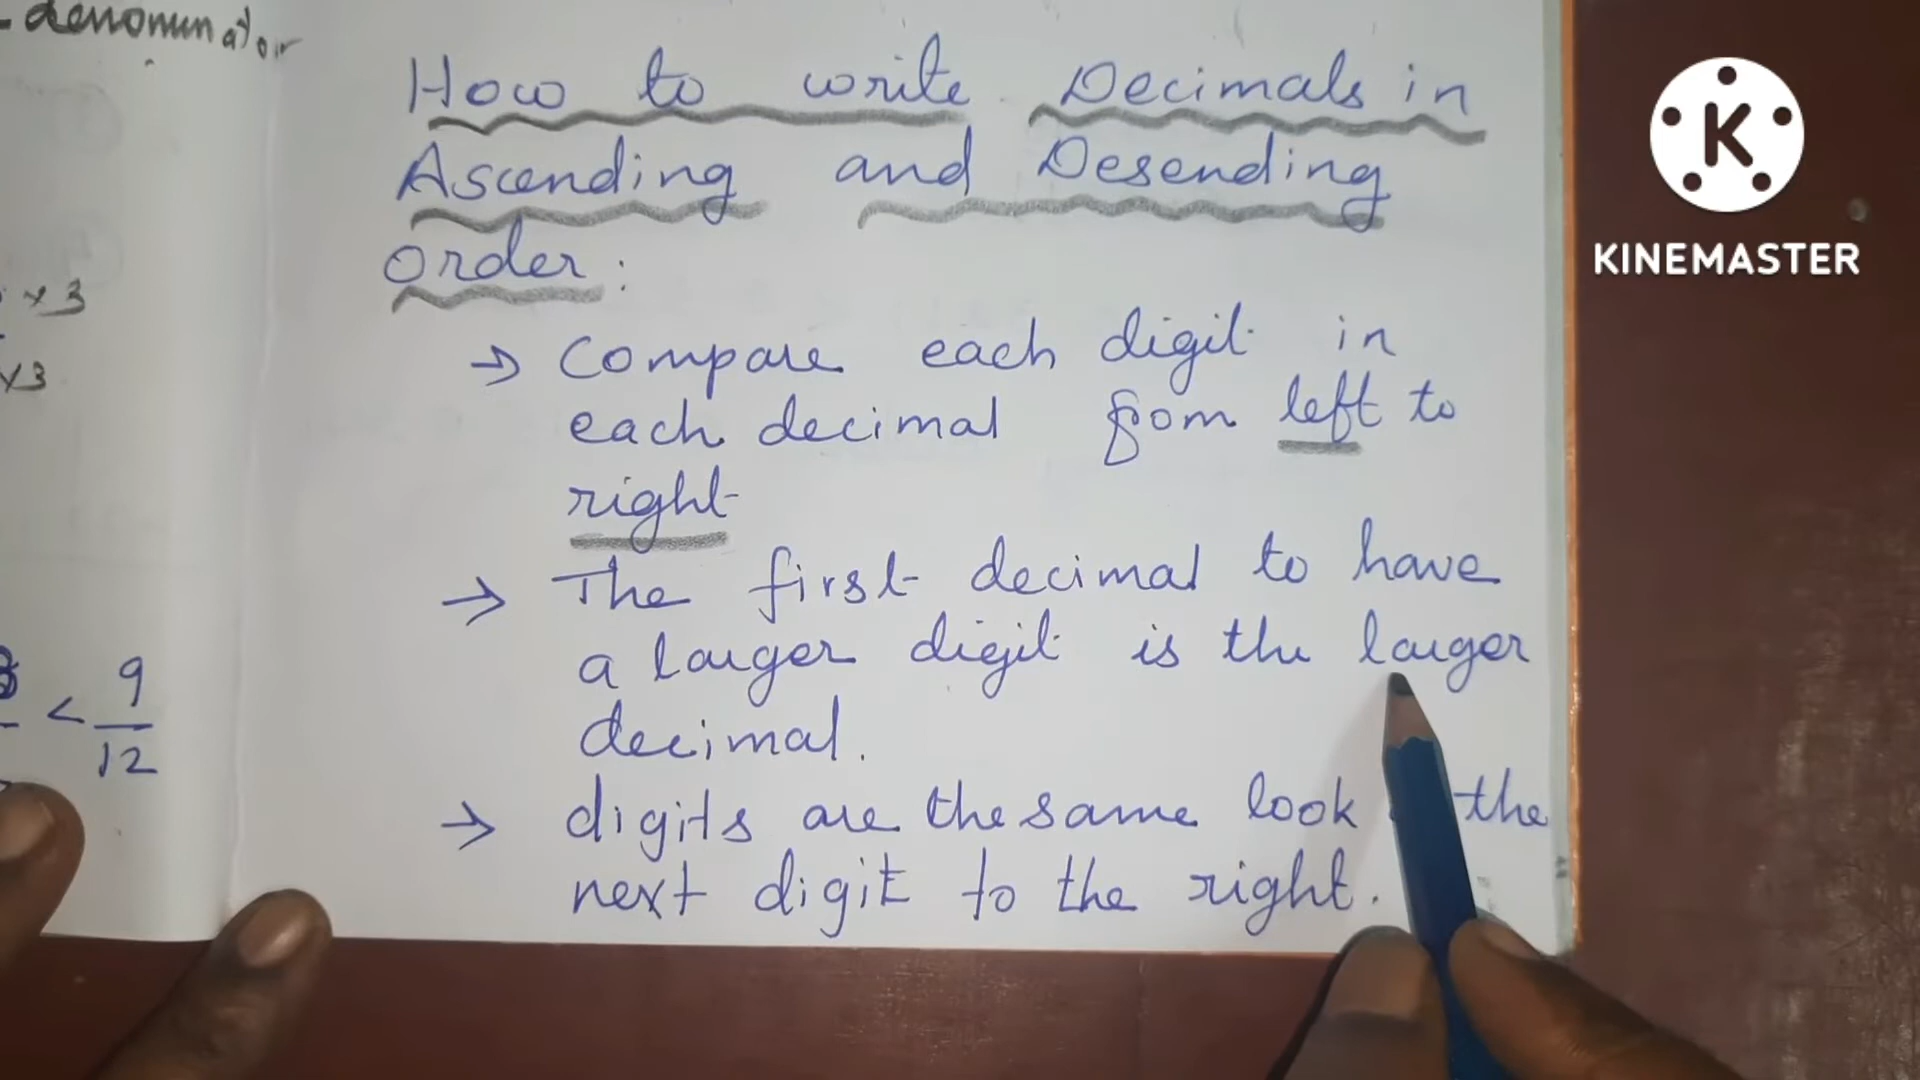 - denominator
How to write Decimals in
Ascending and Desending
order:
→ Compare each digit in
each decimal from left to
right
→ The first decimal to have
a larger digit is the larger
decimal.
→ digits are the same look the
next digit to the right.
x 3
x3
< 9/12
K
KINEMASTER